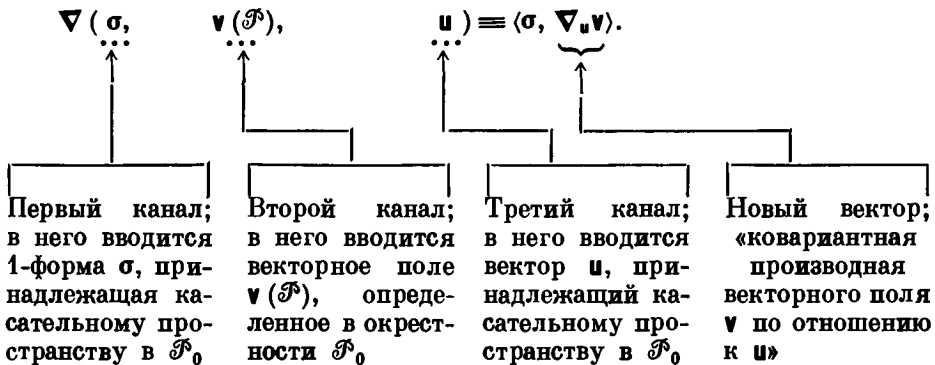 ∇ ( σ, v (𝒫), u ) ≡ ⟨σ, ∇ᵤv⟩.
Первый канал;
в него вводится
1-форма σ, при-
надлежащая ка-
сательному про-
странству в 𝒫₀
Второй канал;
в него вводится
векторное поле
v (𝒫), опреде-
ленное в окрест-
ности 𝒫₀
Третий канал;
в него вводится
вектор u, при-
надлежащий ка-
сательному про-
странству в 𝒫₀
Новый вектор;
«ковариантная
производная
векторного поля
v по отношению
к u»